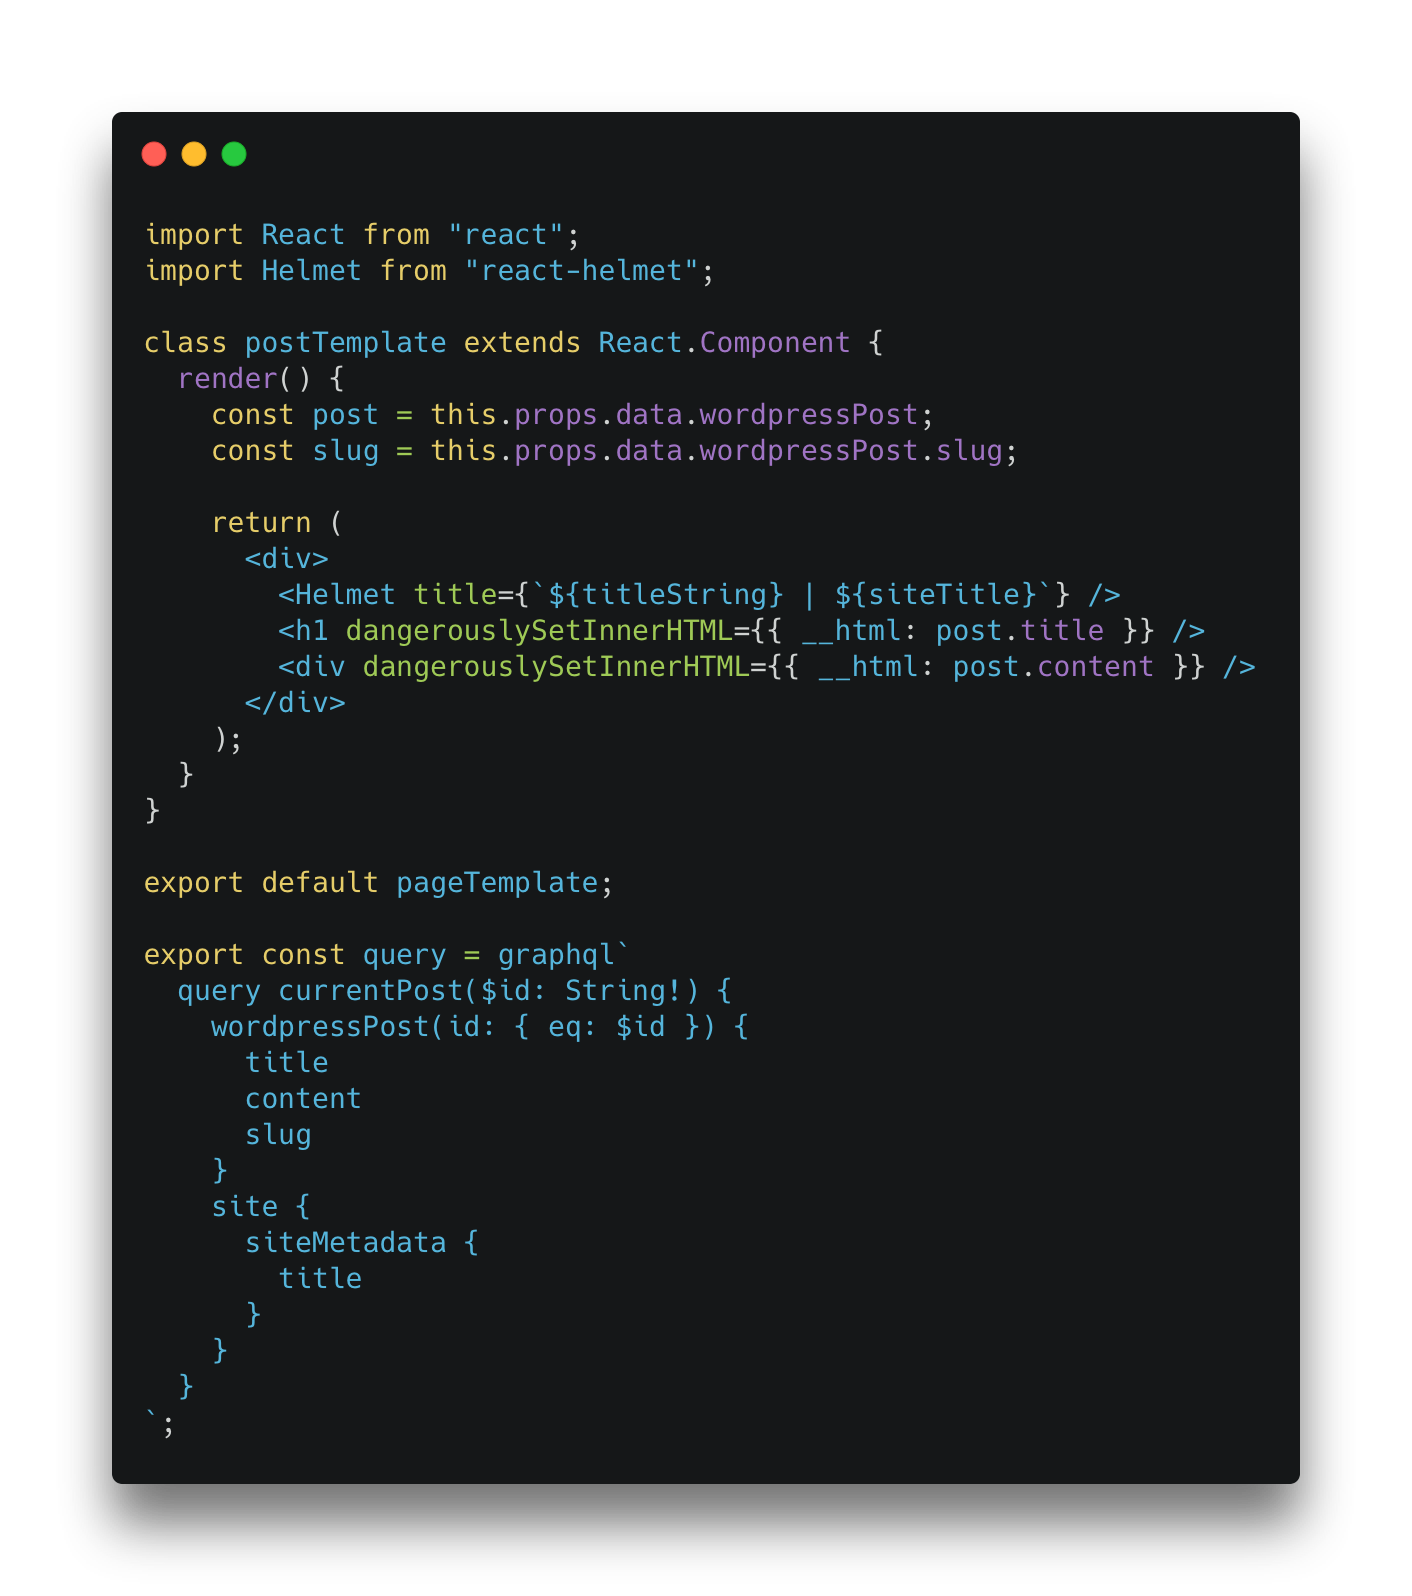 import React from "react";
import Helmet from "react-helmet";

class postTemplate extends React.Component {
  render() {
    const post = this.props.data.wordpressPost;
    const slug = this.props.data.wordpressPost.slug;

    return (
      <div>
        <Helmet title={`${titleString} | ${siteTitle}`} />
        <h1 dangerouslySetInnerHTML={{ __html: post.title }} />
        <div dangerouslySetInnerHTML={{ __html: post.content }} />
      </div>
    );
  }
}

export default pageTemplate;

export const query = graphql`
  query currentPost($id: String!) {
    wordpressPost(id: { eq: $id }) {
      title
      content
      slug
    }
    site {
      siteMetadata {
        title
      }
    }
  }
`;